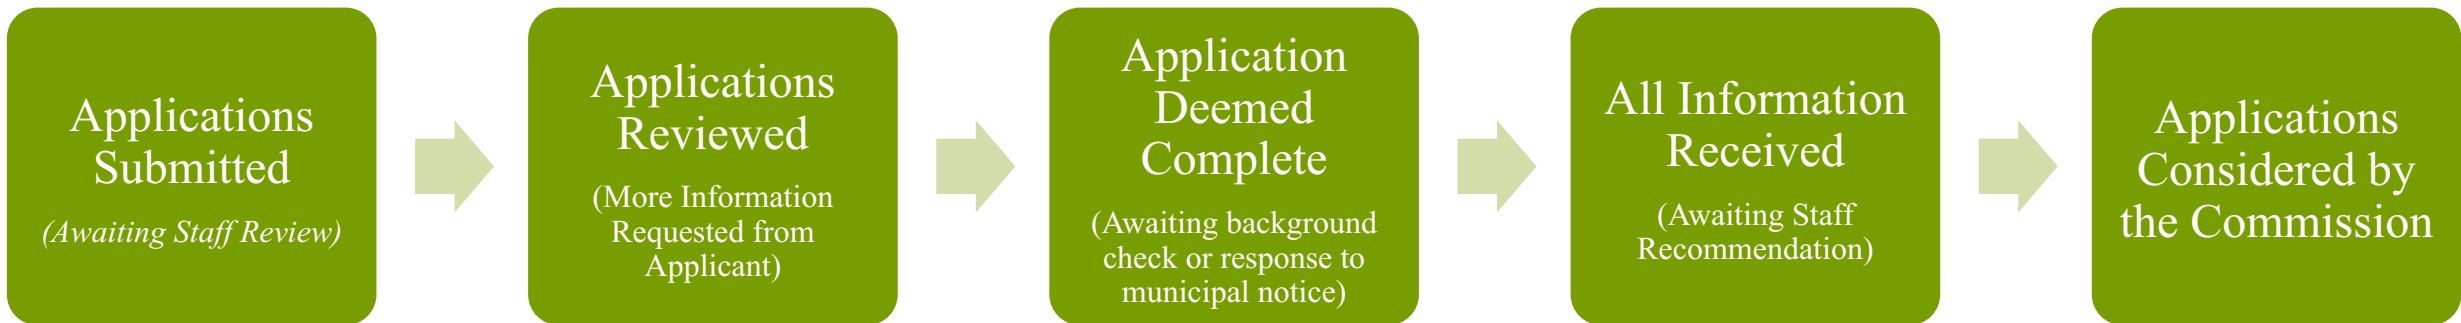 Applications
Submitted
(Awaiting Staff Review)
Applications
Reviewed
(More Information
Requested from
Applicant)
Application
Deemed
Complete
(Awaiting background
check or response to
municipal notice)
All Information
Received
(Awaiting Staff
Recommendation)
Applications
Considered by
the Commission